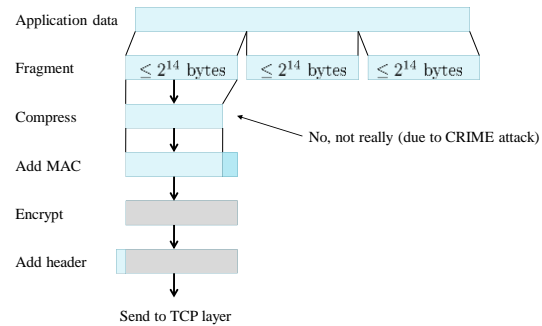 Application data
Fragment ≤ 2¹⁴ bytes ≤ 2¹⁴ bytes ≤ 2¹⁴ bytes
Compress
No, not really (due to CRIME attack)
Add MAC
Encrypt
Add header
Send to TCP layer